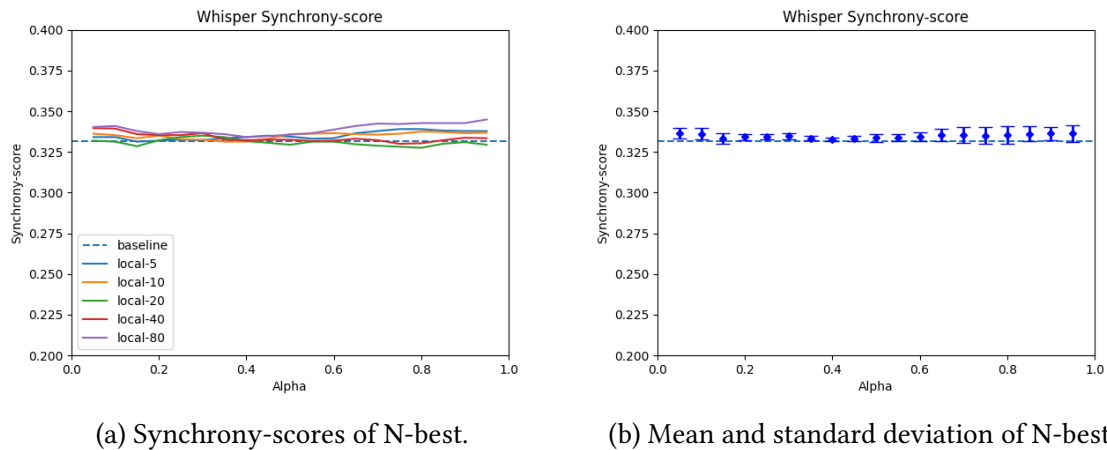 Whisper Synchrony-score
0.400
0.375
0.350
0.325
0.300
0.275
0.250
0.225
0.200
Synchrony-score
baseline
local-5
local-10
local-20
local-40
local-80
0.0 0.2 0.4 0.6 0.8 1.0
Alpha
(a) Synchrony-scores of N-best.
Whisper Synchrony-score
0.400
0.375
0.350
0.325
0.300
0.275
0.250
0.225
0.200
Synchrony-score
0.0 0.2 0.4 0.6 0.8 1.0
Alpha
(b) Mean and standard deviation of N-best